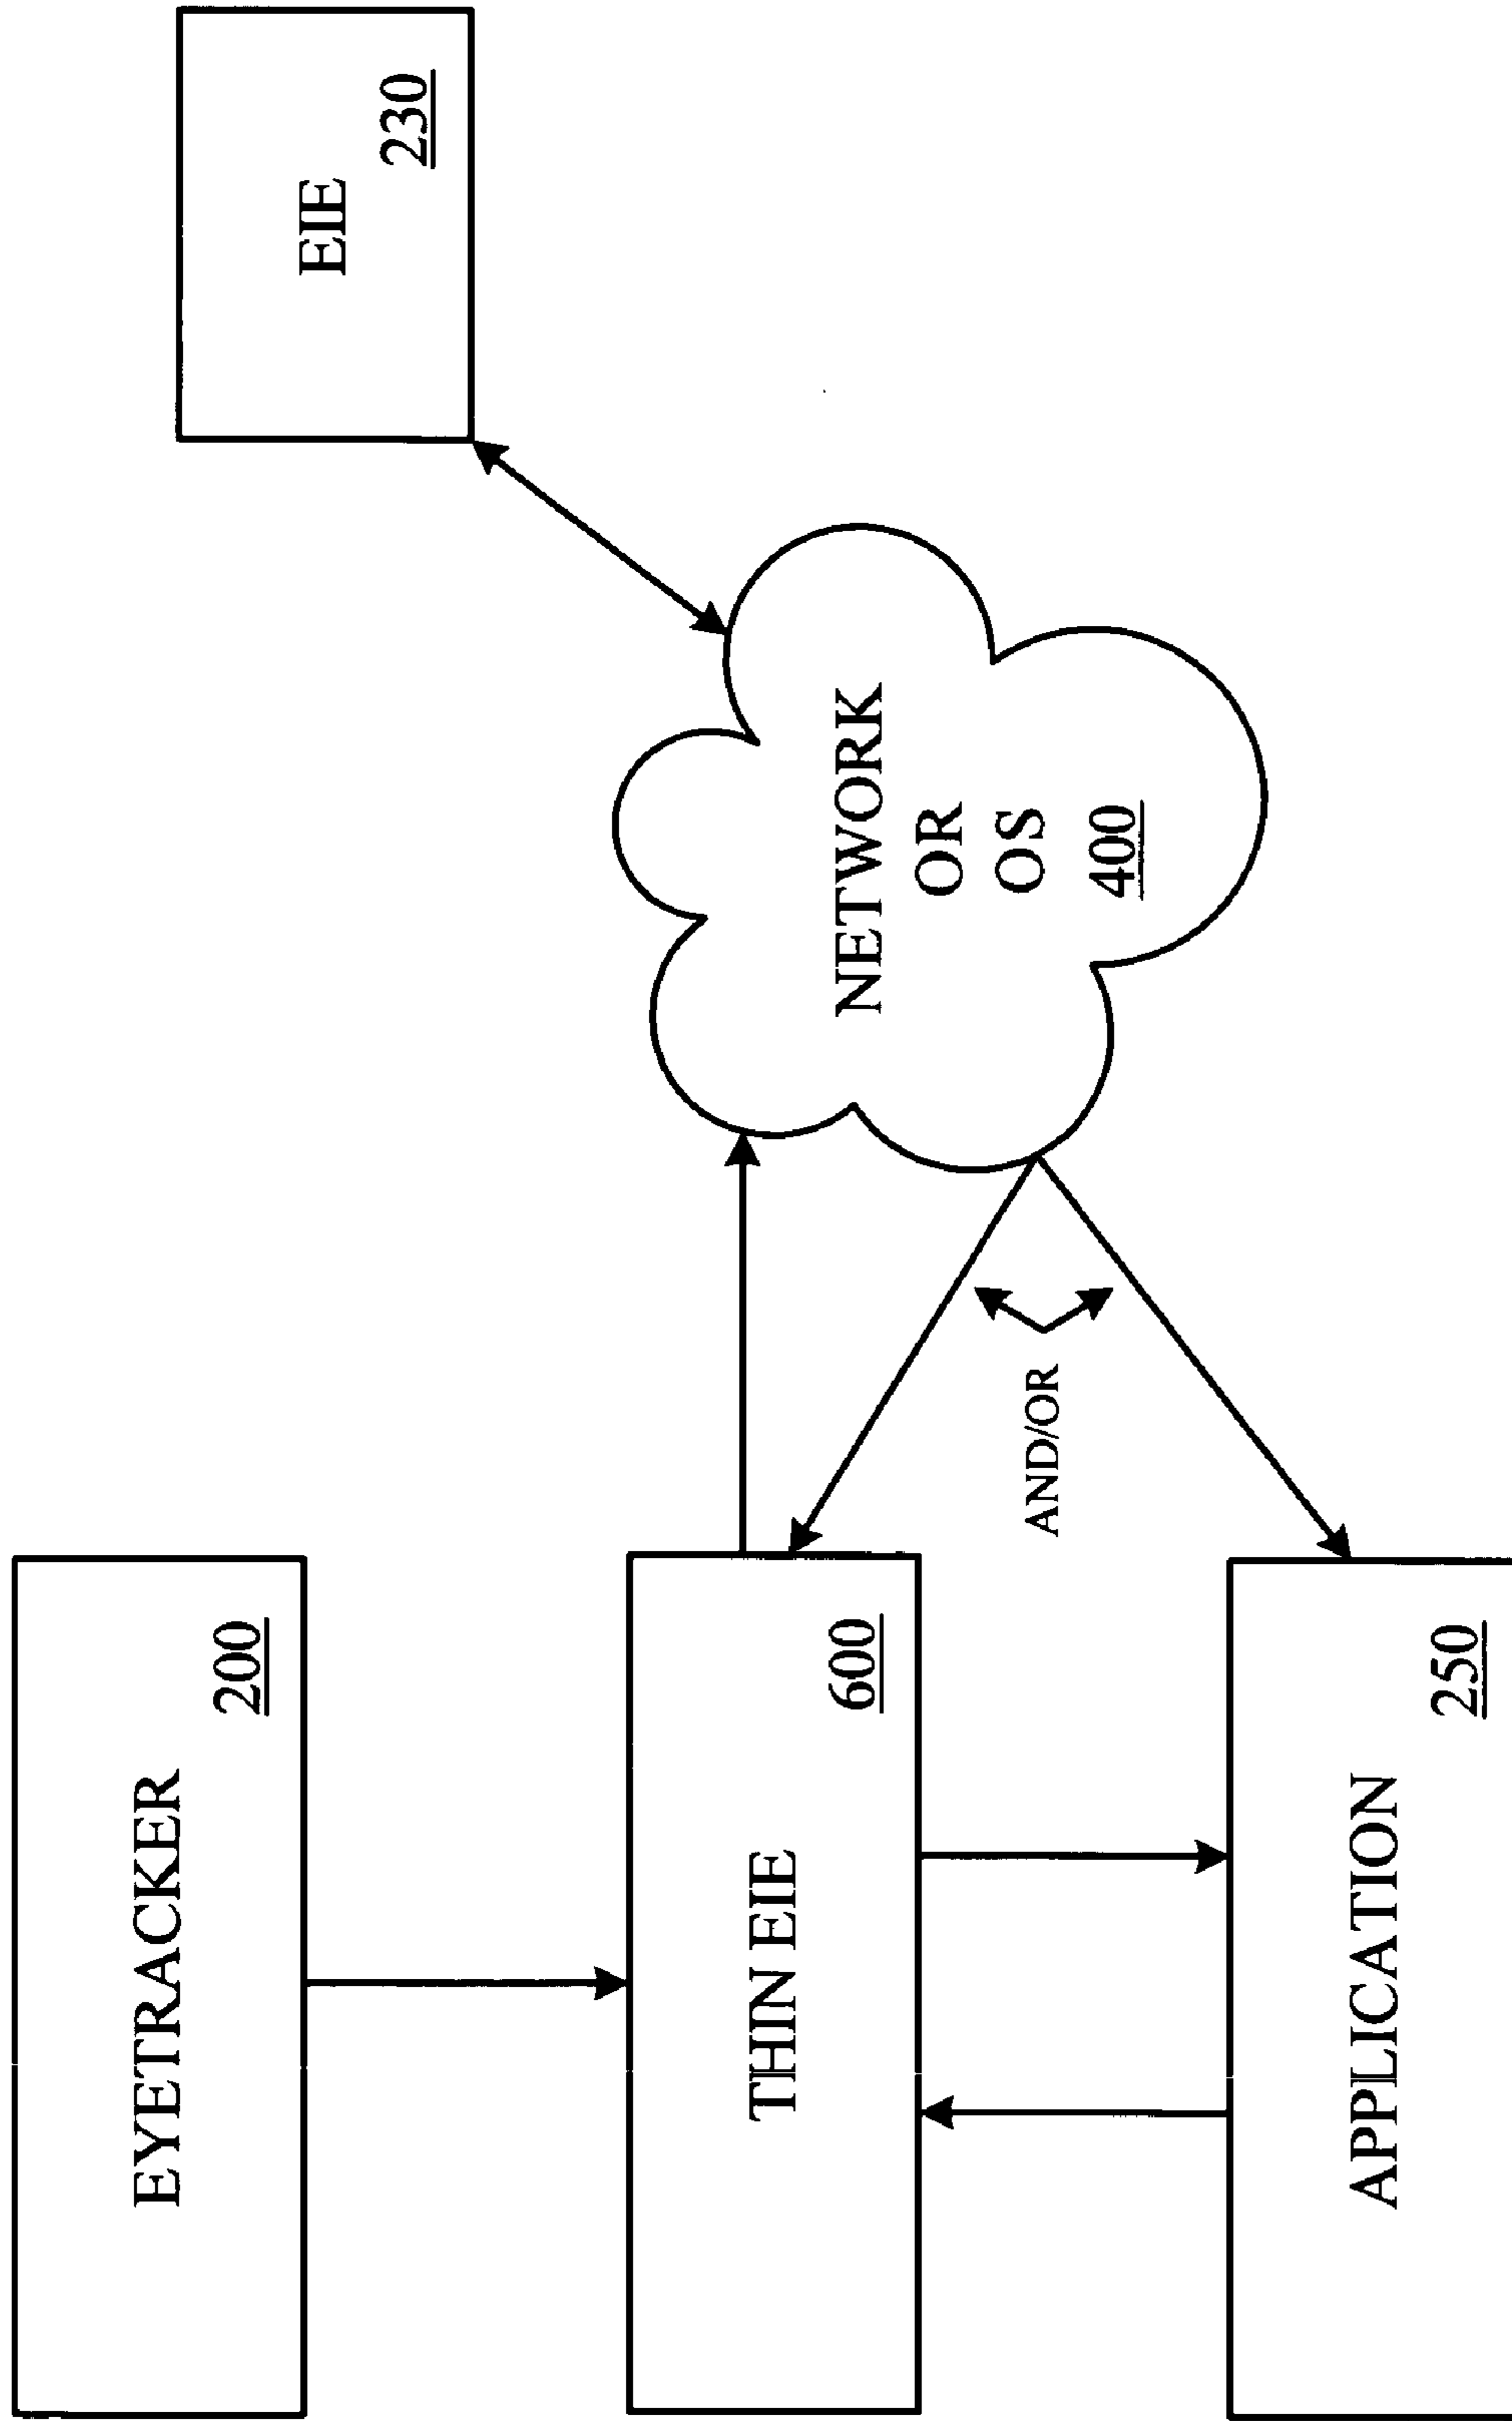 EYETRACKER
200
THIN EIE
600
APPLICATION
250
AND/OR
NETWORK
OR
OS
400
EIE
230